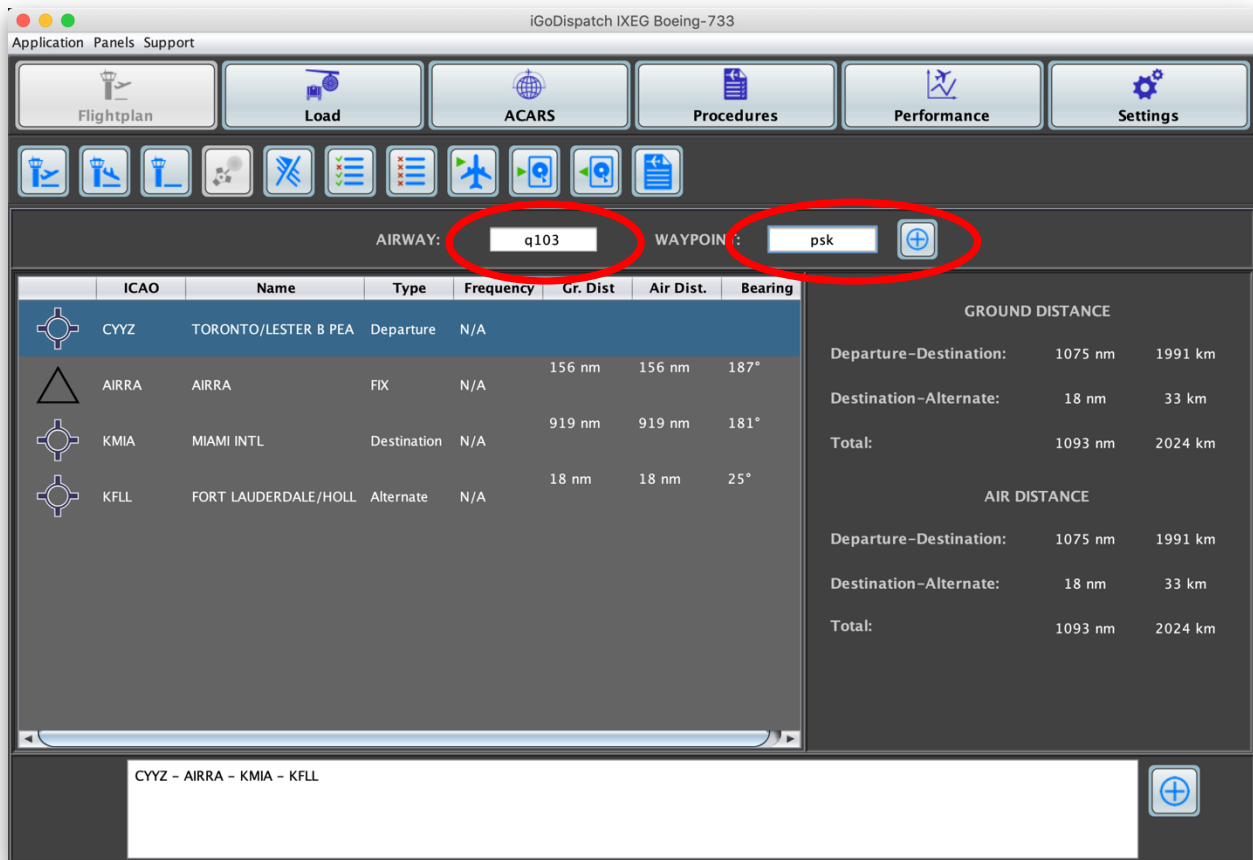 iGoDispatch IXEG Boeing-733
Application Panels Support
Flightplan Load ACARS Procedures Performance Settings
AIRWAY: q103 WAYPOINT: psk
ICAO Name Type Frequency Gr. Dist Air Dist. Bearing
CYYZ TORONTO/LESTER B PEA Departure N/A
156 nm 156 nm 187°
AIRRA AIRRA FIX N/A
919 nm 919 nm 181°
KMIA MIAMI INTL Destination N/A
18 nm 18 nm 25°
KFLL FORT LAUDERDALE/HOLL Alternate N/A
GROUND DISTANCE
Departure-Destination: 1075 nm 1991 km
Destination-Alternate: 18 nm 33 km
Total: 1093 nm 2024 km
AIR DISTANCE
Departure-Destination: 1075 nm 1991 km
Destination-Alternate: 18 nm 33 km
Total: 1093 nm 2024 km
CYYZ - AIRRA - KMIA - KFLL